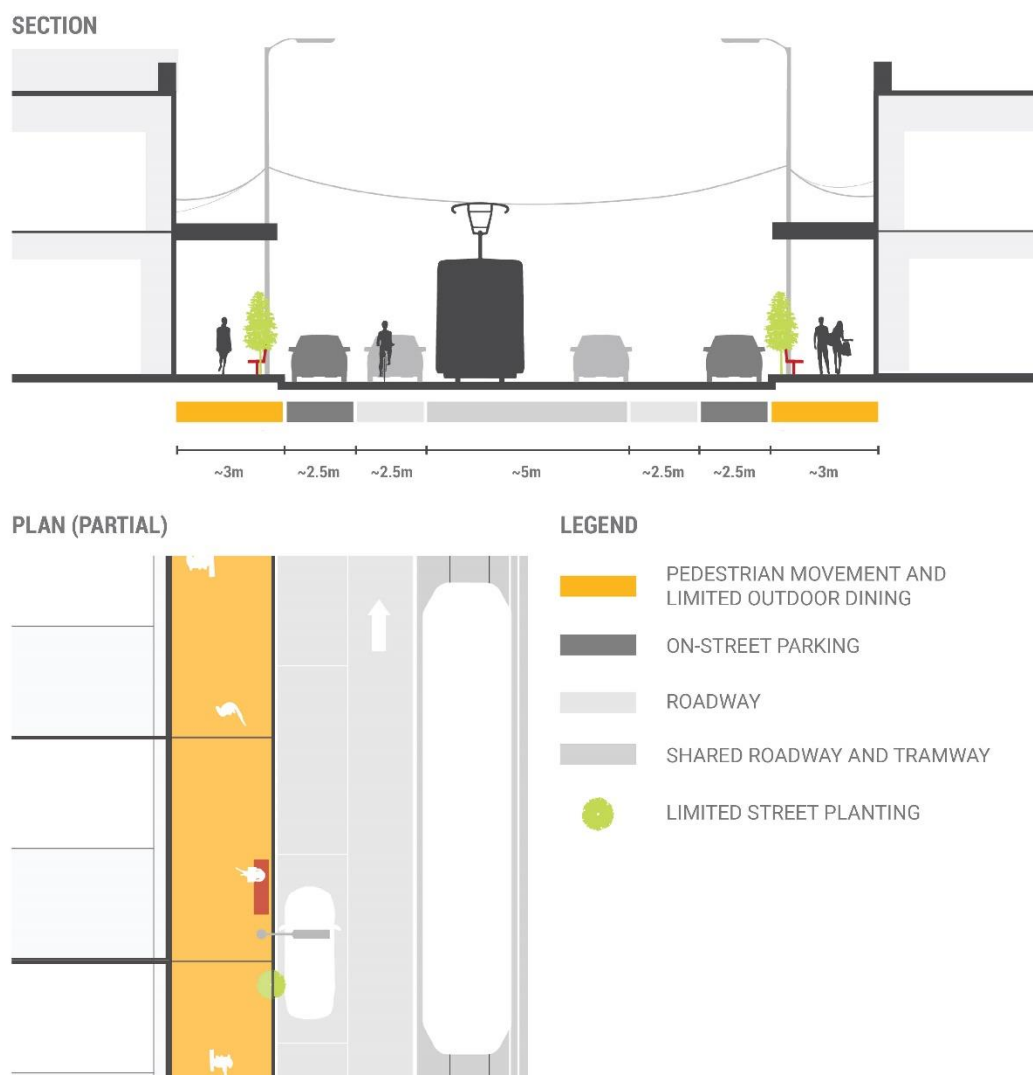 SECTION
~3m
~2.5m
~2.5m
~5m
~2.5m
~2.5m
~3m
PLAN (PARTIAL)
LEGEND
PEDESTRIAN MOVEMENT AND
LIMITED OUTDOOR DINING
ON-STREET PARKING
ROADWAY
SHARED ROADWAY AND TRAMWAY
LIMITED STREET PLANTING